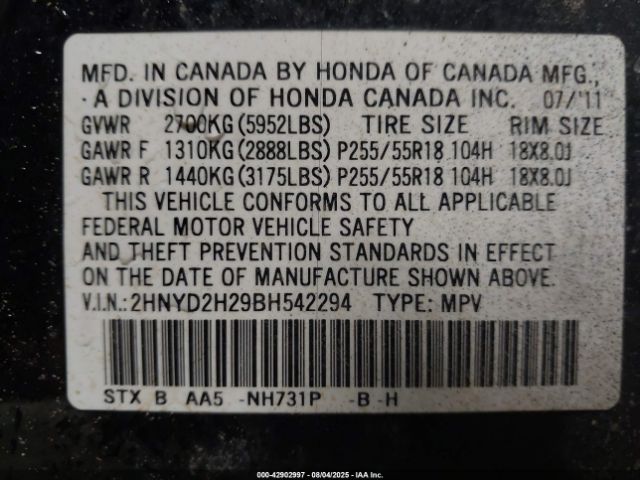 MFD. IN CANADA BY HONDA OF CANADA MFG.,
A DIVISION OF HONDA CANADA INC. 07/'11
GVWR 2700KG(5952LBS) TIRE SIZE RIM SIZE
GAWR F 1310KG(2888LBS) P255/55R18 104H 18X8.0J
GAWR R 1440KG(3175LBS) P255/55R18 104H 18X8.0J
THIS VEHICLE CONFORMS TO ALL APPLICABLE
FEDERAL MOTOR VEHICLE SAFETY
AND THEFT PREVENTION STANDARDS IN EFFECT
ON THE DATE OF MANUFACTURE SHOWN ABOVE.
V.I.N.:2HNYD2H29BH542294 TYPE: MPV
STX B AA5 -NH731P -B -H
000-42902997 - 08/04/2025 - IAA Inc.